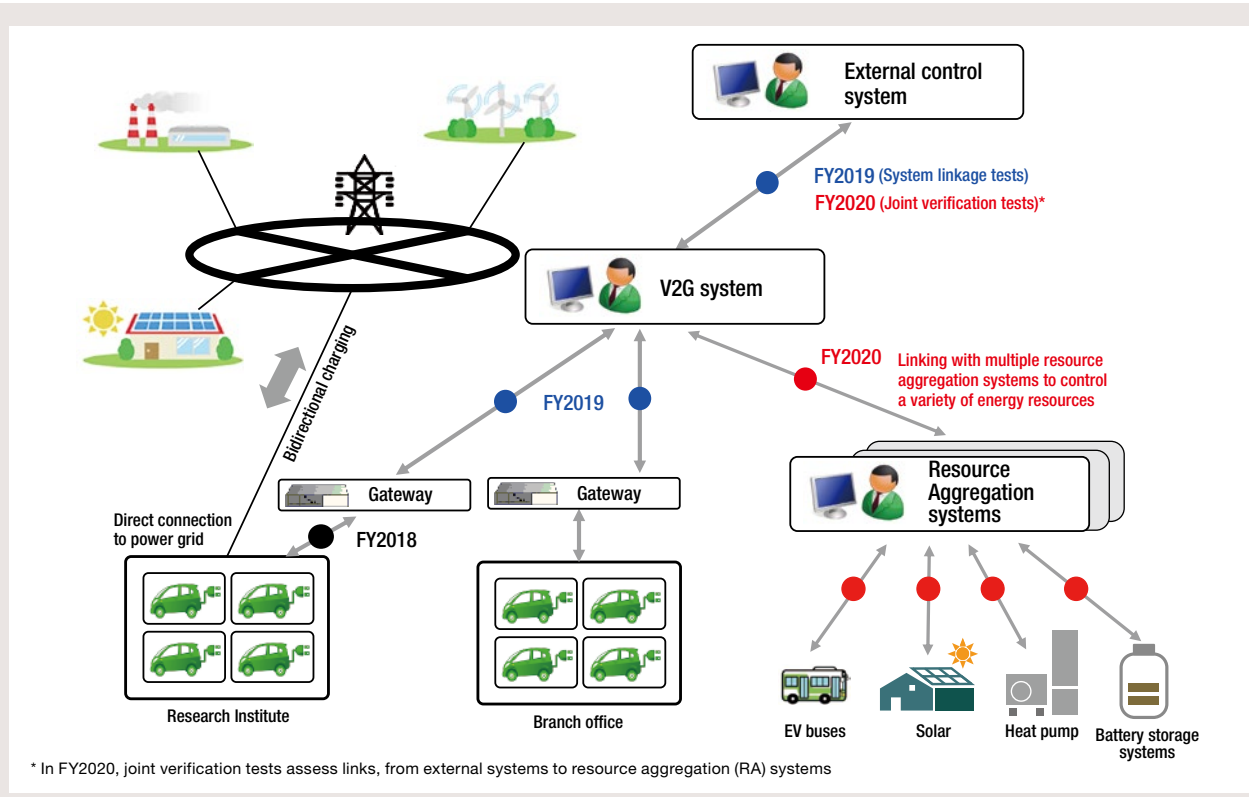 External control
system
FY2019 (System linkage tests)
FY2020 (Joint verification tests)*
V2G system
Bidirectional charging
FY2020
Linking with multiple resource
aggregation systems to control
a variety of energy resources
FY2019
Gateway
Gateway
Resource
Aggregation
systems
Direct connection
to power grid
FY2018
Research Institute
Branch office
EV buses
Solar
Heat pump
Battery storage
systems
* In FY2020, joint verification tests assess links, from external systems to resource aggregation (RA) systems